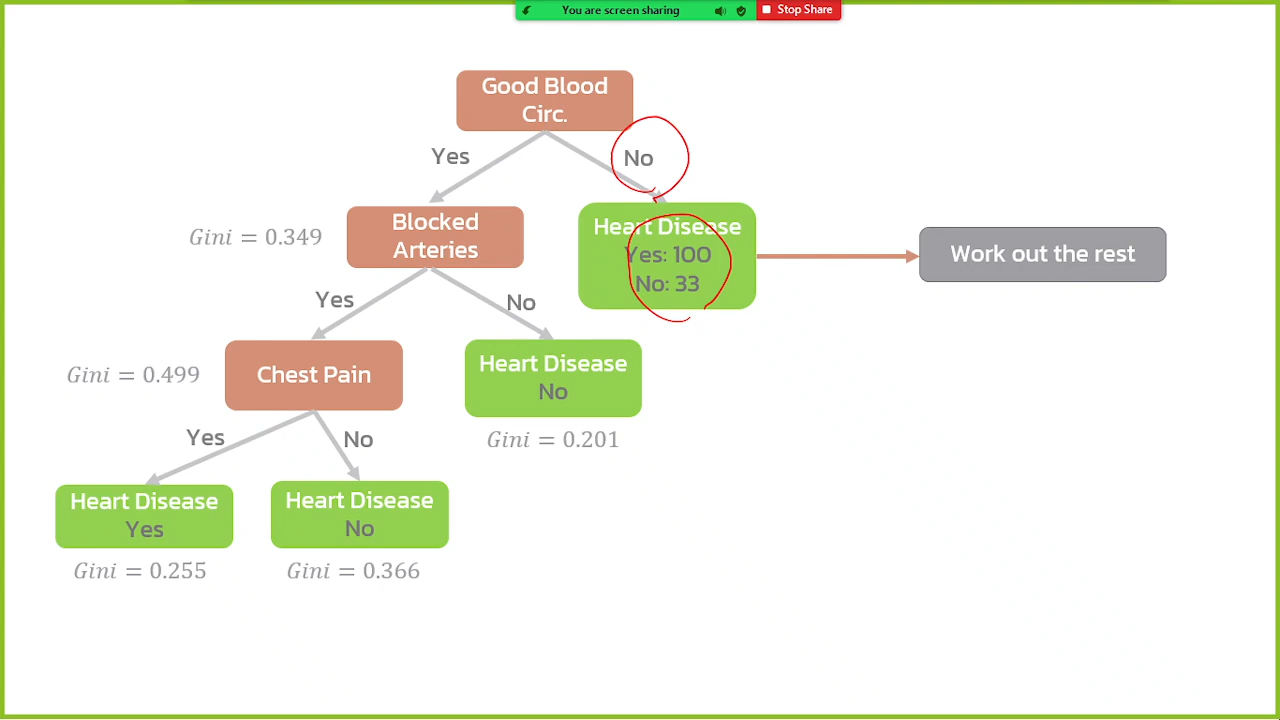 You are screen sharing
Stop Share
Good Blood
Circ.
Yes
No
Gini = 0.349
Blocked
Arteries
Heart Disease
Yes: 100
No: 33
Work out the rest
Yes
No
Gini = 0.499
Chest Pain
Heart Disease
No
Gini = 0.201
Yes
No
Heart Disease
Yes
Heart Disease
No
Gini = 0.255
Gini = 0.366